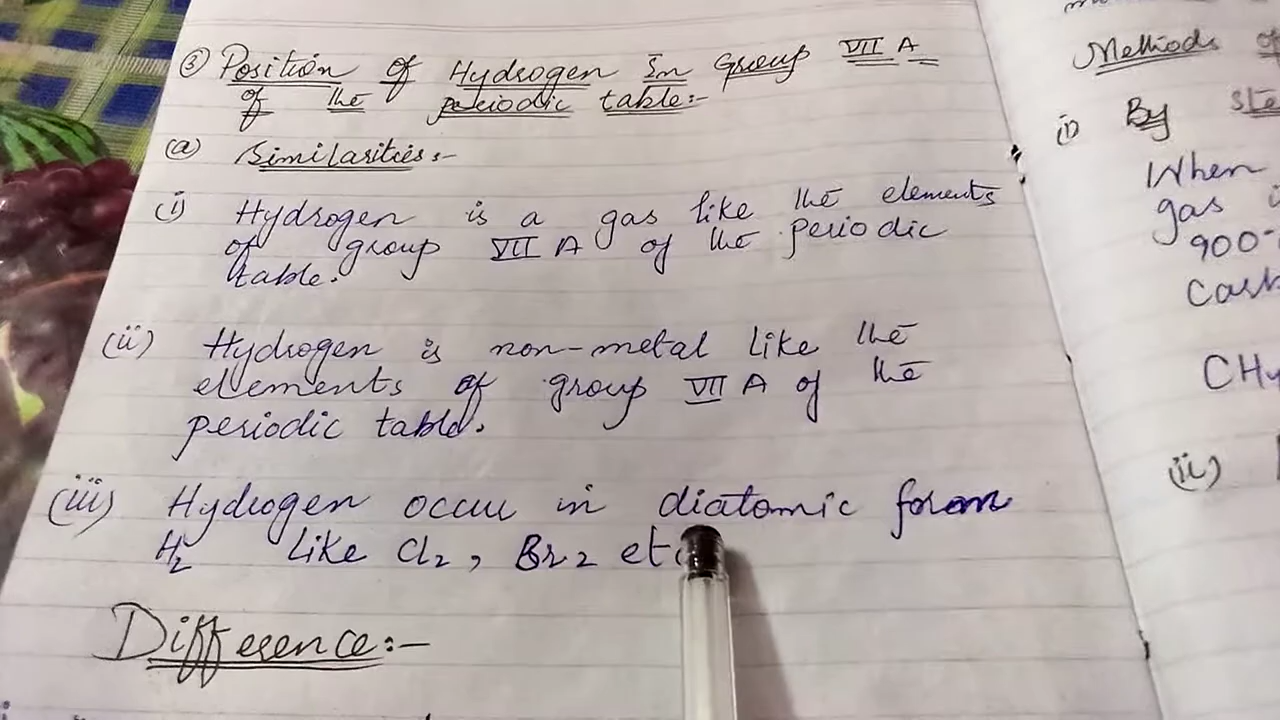 ③ Position of Hydrogen In Group VII A
of the periodic table:-
(a) Similarities:-
(i) Hydrogen is a gas like the elements
of group VII A of the periodic
table.
(ii) Hydrogen is non-metal like the
elements of group VII A of the
periodic table.
(iii) Hydrogen occur in diatomic form
H₂ like Cl₂, Br₂ etc
Difference:-
Methods of
(i) By
When
gas
900-
CH₄
(ii)